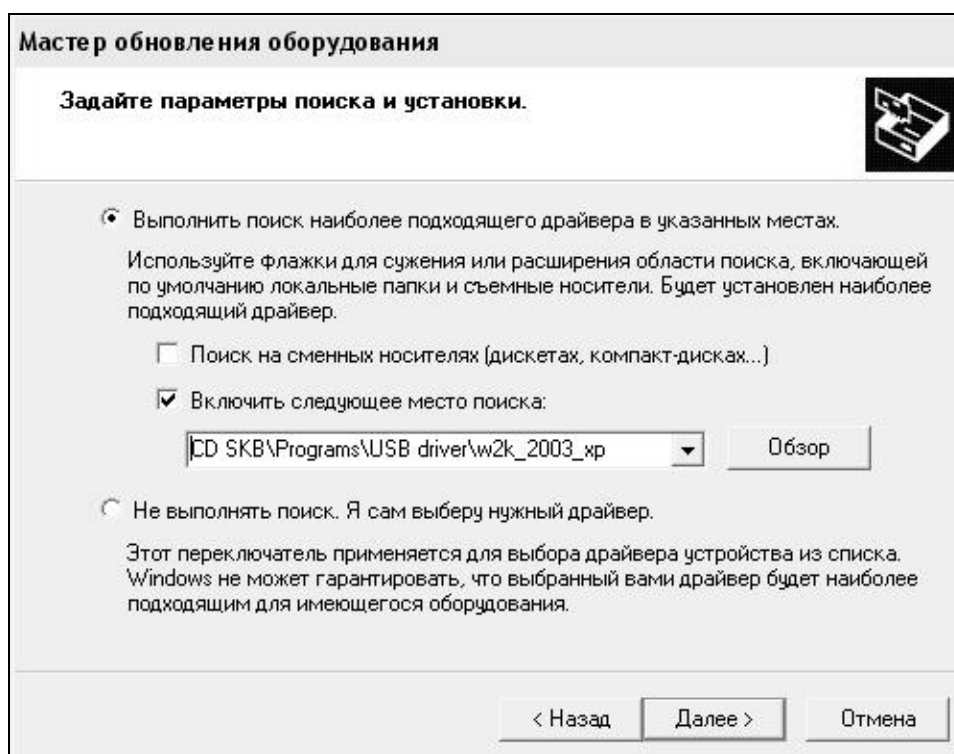 Мастер обновления оборудования
Задайте параметры поиска и установки.
Выполнить поиск наиболее подходящего драйвера в указанных местах.
Используйте флажки для сужения или расширения области поиска, включающей
по умолчанию локальные папки и съемные носители. Будет установлен наиболее
подходящий драйвер.
Поиск на сменных носителях (дискетах, компакт-дисках...)
Включить следующее место поиска:
CD SKB\Programs\USB driver\w2k_2003_xp
Обзор
Не выполнять поиск. Я сам выберу нужный драйвер.
Этот переключатель применяется для выбора драйвера устройства из списка.
Windows не может гарантировать, что выбранный вами драйвер будет наиболее
подходящим для имеющегося оборудования.
< Назад Далее > Отмена